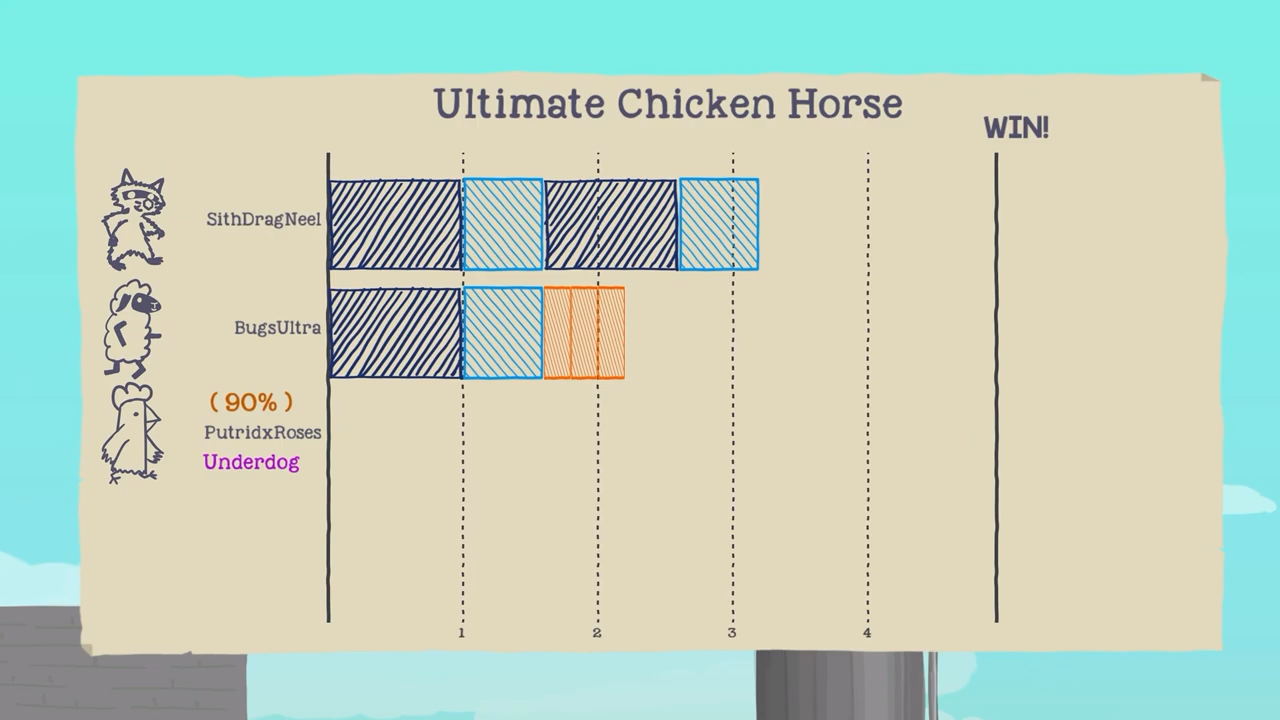 Ultimate Chicken Horse
WIN!
SithDragNeel
BugsUltra
( 90% )
PutridxRoses
Underdog
1 2 3 4